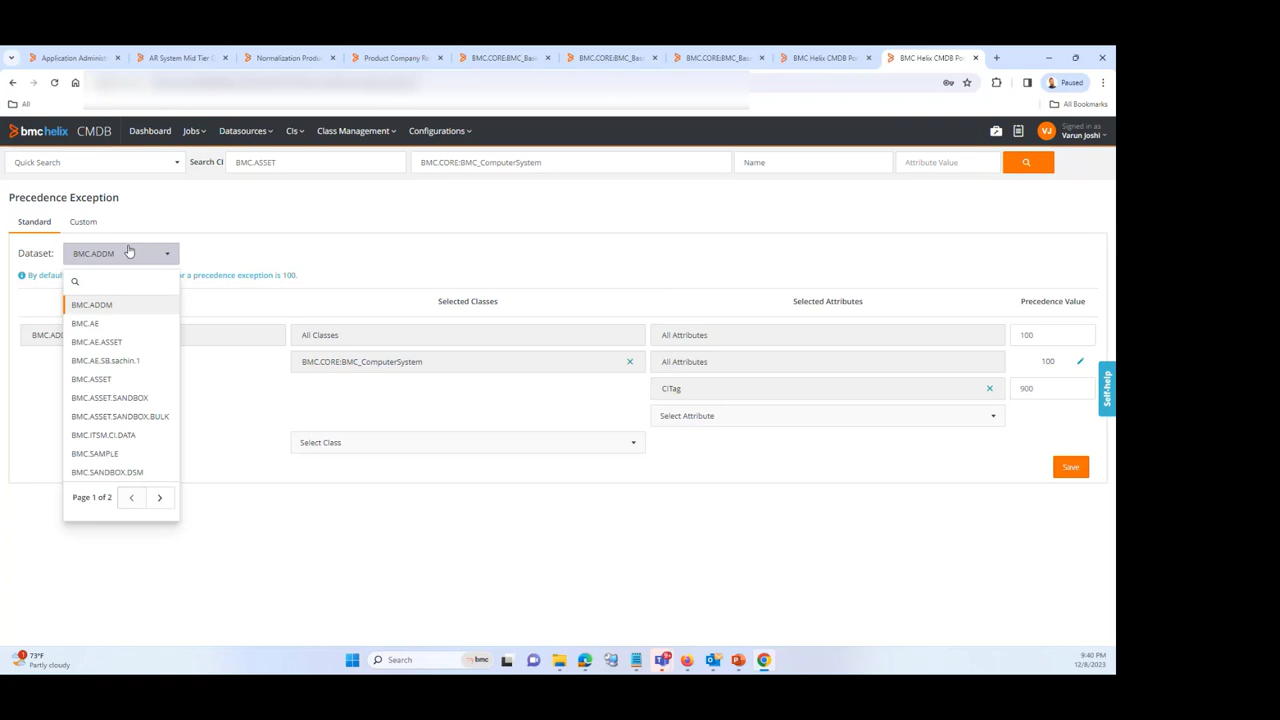 Application Administ
AR System Mid Tier C
Normalization Produ
Product Company Re
BMC.CORE:BMC_Base
BMC.CORE:BMC_Bas
BMC.CORE:BMC_Bas
BMC Helix CMDB Por
BMC Helix CMDB Por
Paused
All
All Bookmarks
bmchelix CMDB
Dashboard
Jobs
Datasources
CIs
Class Management
Configurations
VJ
Signed in as
Varun Joshi
Quick Search
Search CI
BMC.ASSET
BMC.CORE:BMC_ComputerSystem
Name
Attribute Value
Precedence Exception
Standard
Custom
Dataset:
BMC.ADDM
By defau
r a precedence exception is 100.
Selected Classes
Selected Attributes
Precedence Value
BMC.ADD
All Classes
All Attributes
100
BMC.CORE:BMC_ComputerSystem
All Attributes
100
CITag
900
Select Attribute
Select Class
Save
BMC.ADDM
BMC.AE
BMC.AE.ASSET
BMC.AE.SB.sachin.1
BMC.ASSET
BMC.ASSET.SANDBOX
BMC.ASSET.SANDBOX.BULK
BMC.ITSM.CI.DATA
BMC.SAMPLE
BMC.SANDBOX.DSM
Page 1 of 2
Self-help
73°F
Partly cloudy
Search
bmc
9:40 PM
12/8/2023